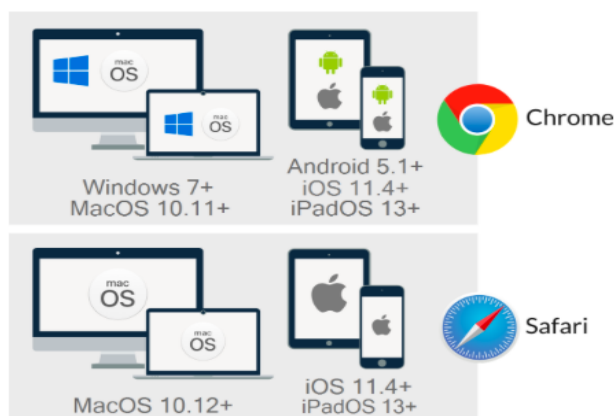 mac
OS
mac
OS
Windows 7+
MacOS 10.11+
Android 5.1+
iOS 11.4+
iPadOS 13+
Chrome
mac
OS
mac
OS
MacOS 10.12+
iOS 11.4+
iPadOS 13+
Safari